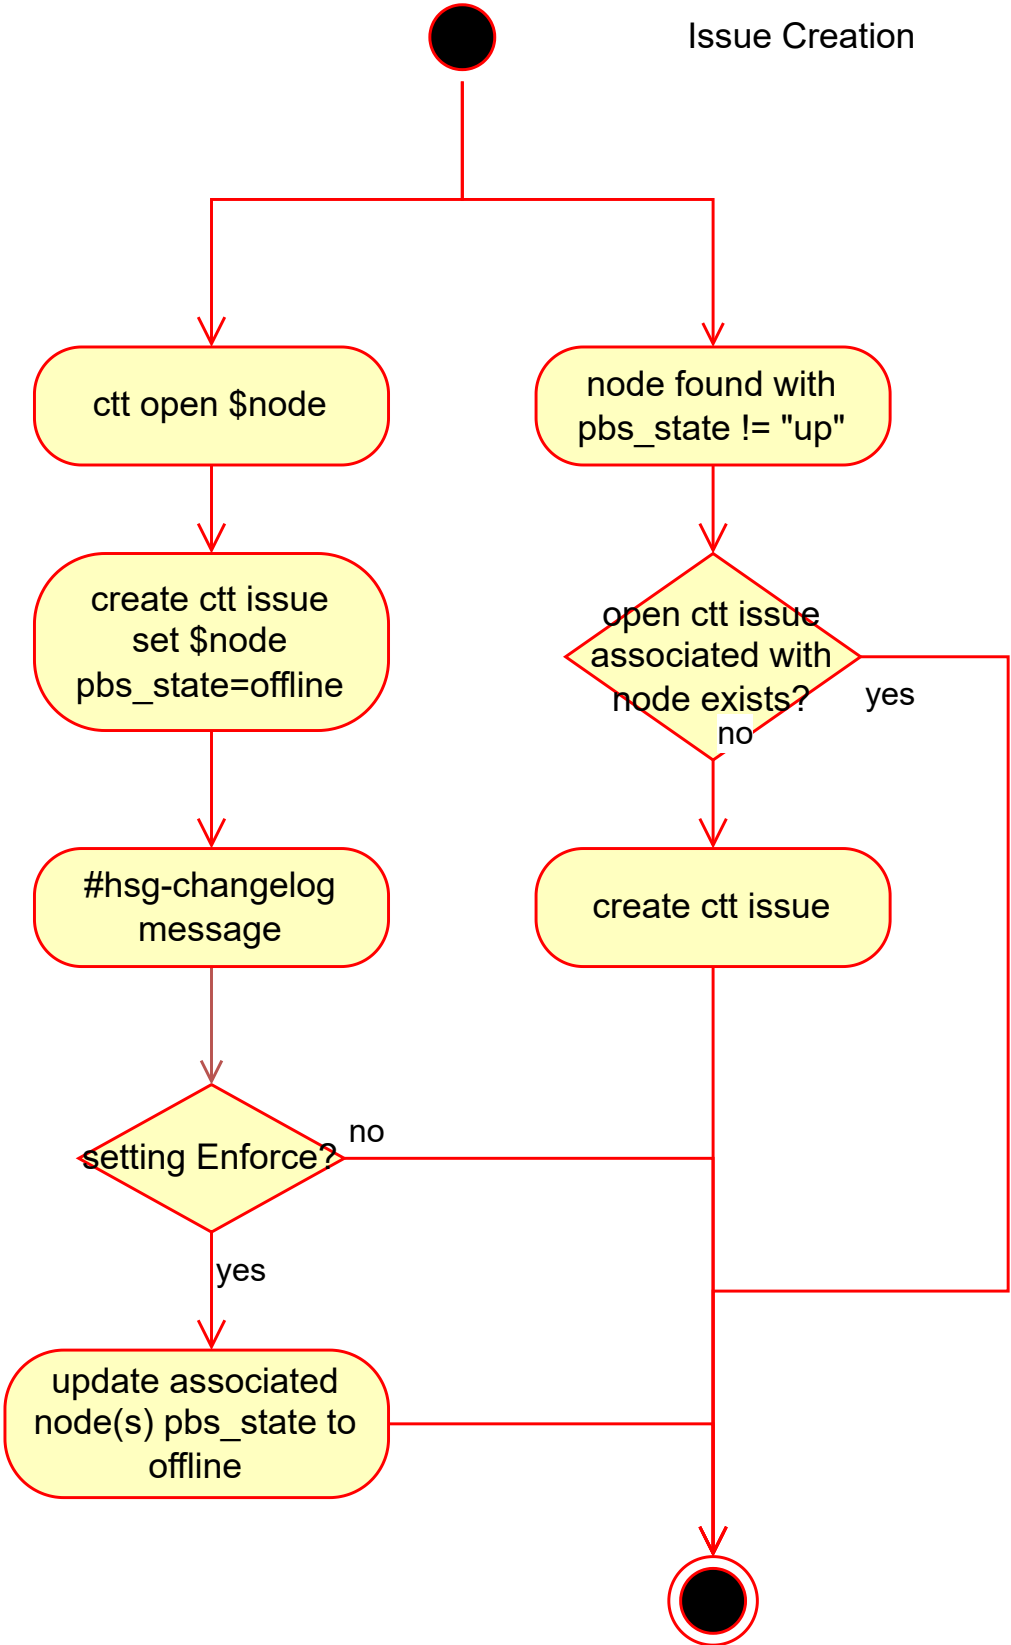 Issue Creation
ctt open $node
node found with
pbs_state != "up"
create ctt issue
set $node
pbs_state=offline
open ctt issue
associated with
node exists?
yes
no
#hsg-changelog
message
create ctt issue
setting Enforce?
no
yes
update associated
node(s) pbs_state to
offline